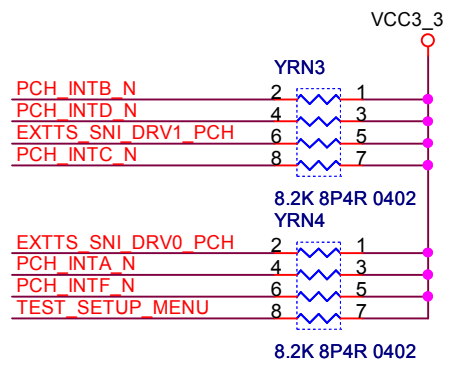 VCC3_3
YRN3
PCH_INTB_N 2 1
PCH_INTD_N 4 3
EXTTS_SNI_DRV1_PCH 6 5
PCH_INTC_N 8 7
8.2K 8P4R 0402
YRN4
EXTTS_SNI_DRV0_PCH 2 1
PCH_INTA_N 4 3
PCH_INTF_N 6 5
TEST_SETUP_MENU 8 7
8.2K 8P4R 0402